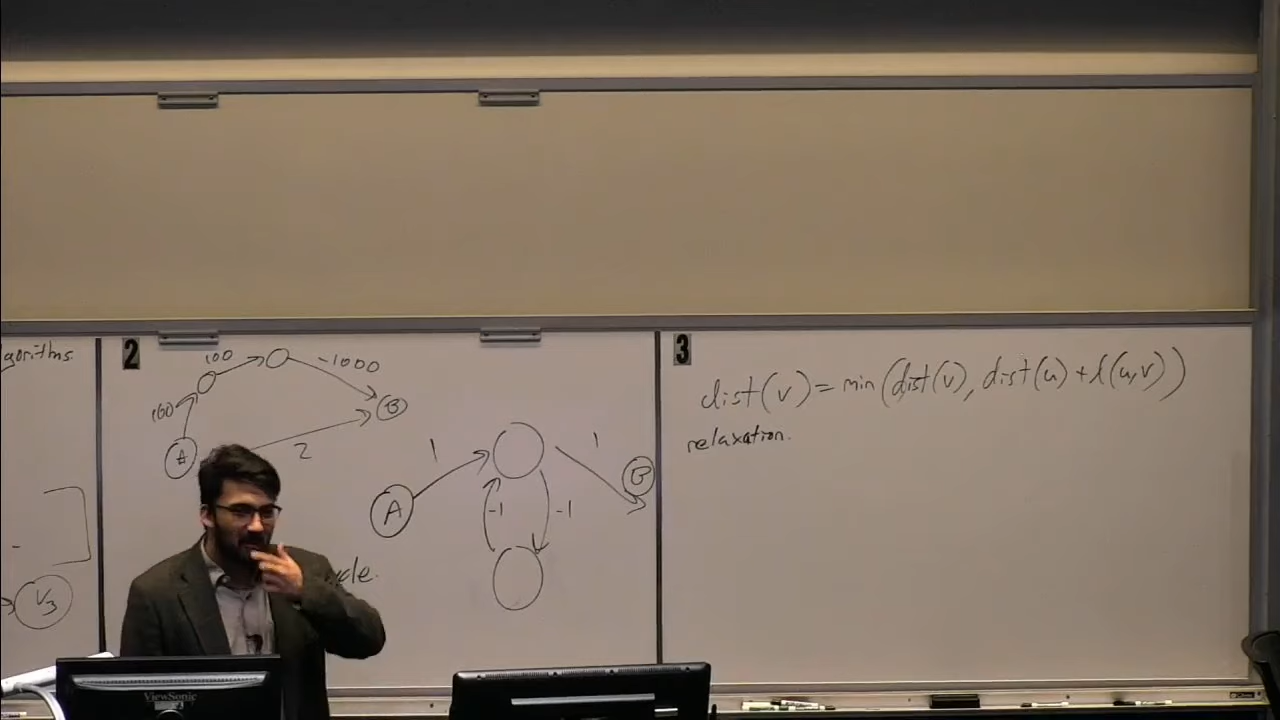 gorithms
V3
2
100
100
-1000
A
B
2
1
1
A
B
-1
-1
cle.
3
dist(v) = min(dist(v), dist(u) + l(u,v))
relaxation.
ViewSonic